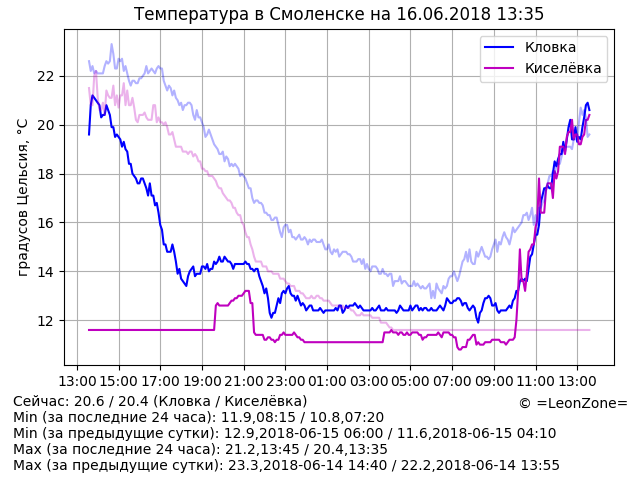 Температура в Смоленске на 16.06.2018 13:35
Кловка
Киселёвка
градусов Цельсия, °C
22
20
18
16
14
12
13:00 15:00 17:00 19:00 21:00 23:00 01:00 03:00 05:00 07:00 09:00 11:00 13:00
Сейчас: 20.6 / 20.4 (Кловка / Киселёвка)
© =LeonZone=
Min (за последние 24 часа): 11.9,08:15 / 10.8,07:20
Min (за предыдущие сутки): 12.9,2018-06-15 06:00 / 11.6,2018-06-15 04:10
Max (за последние 24 часа): 21.2,13:45 / 20.4,13:35
Max (за предыдущие сутки): 23.3,2018-06-14 14:40 / 22.2,2018-06-14 13:55